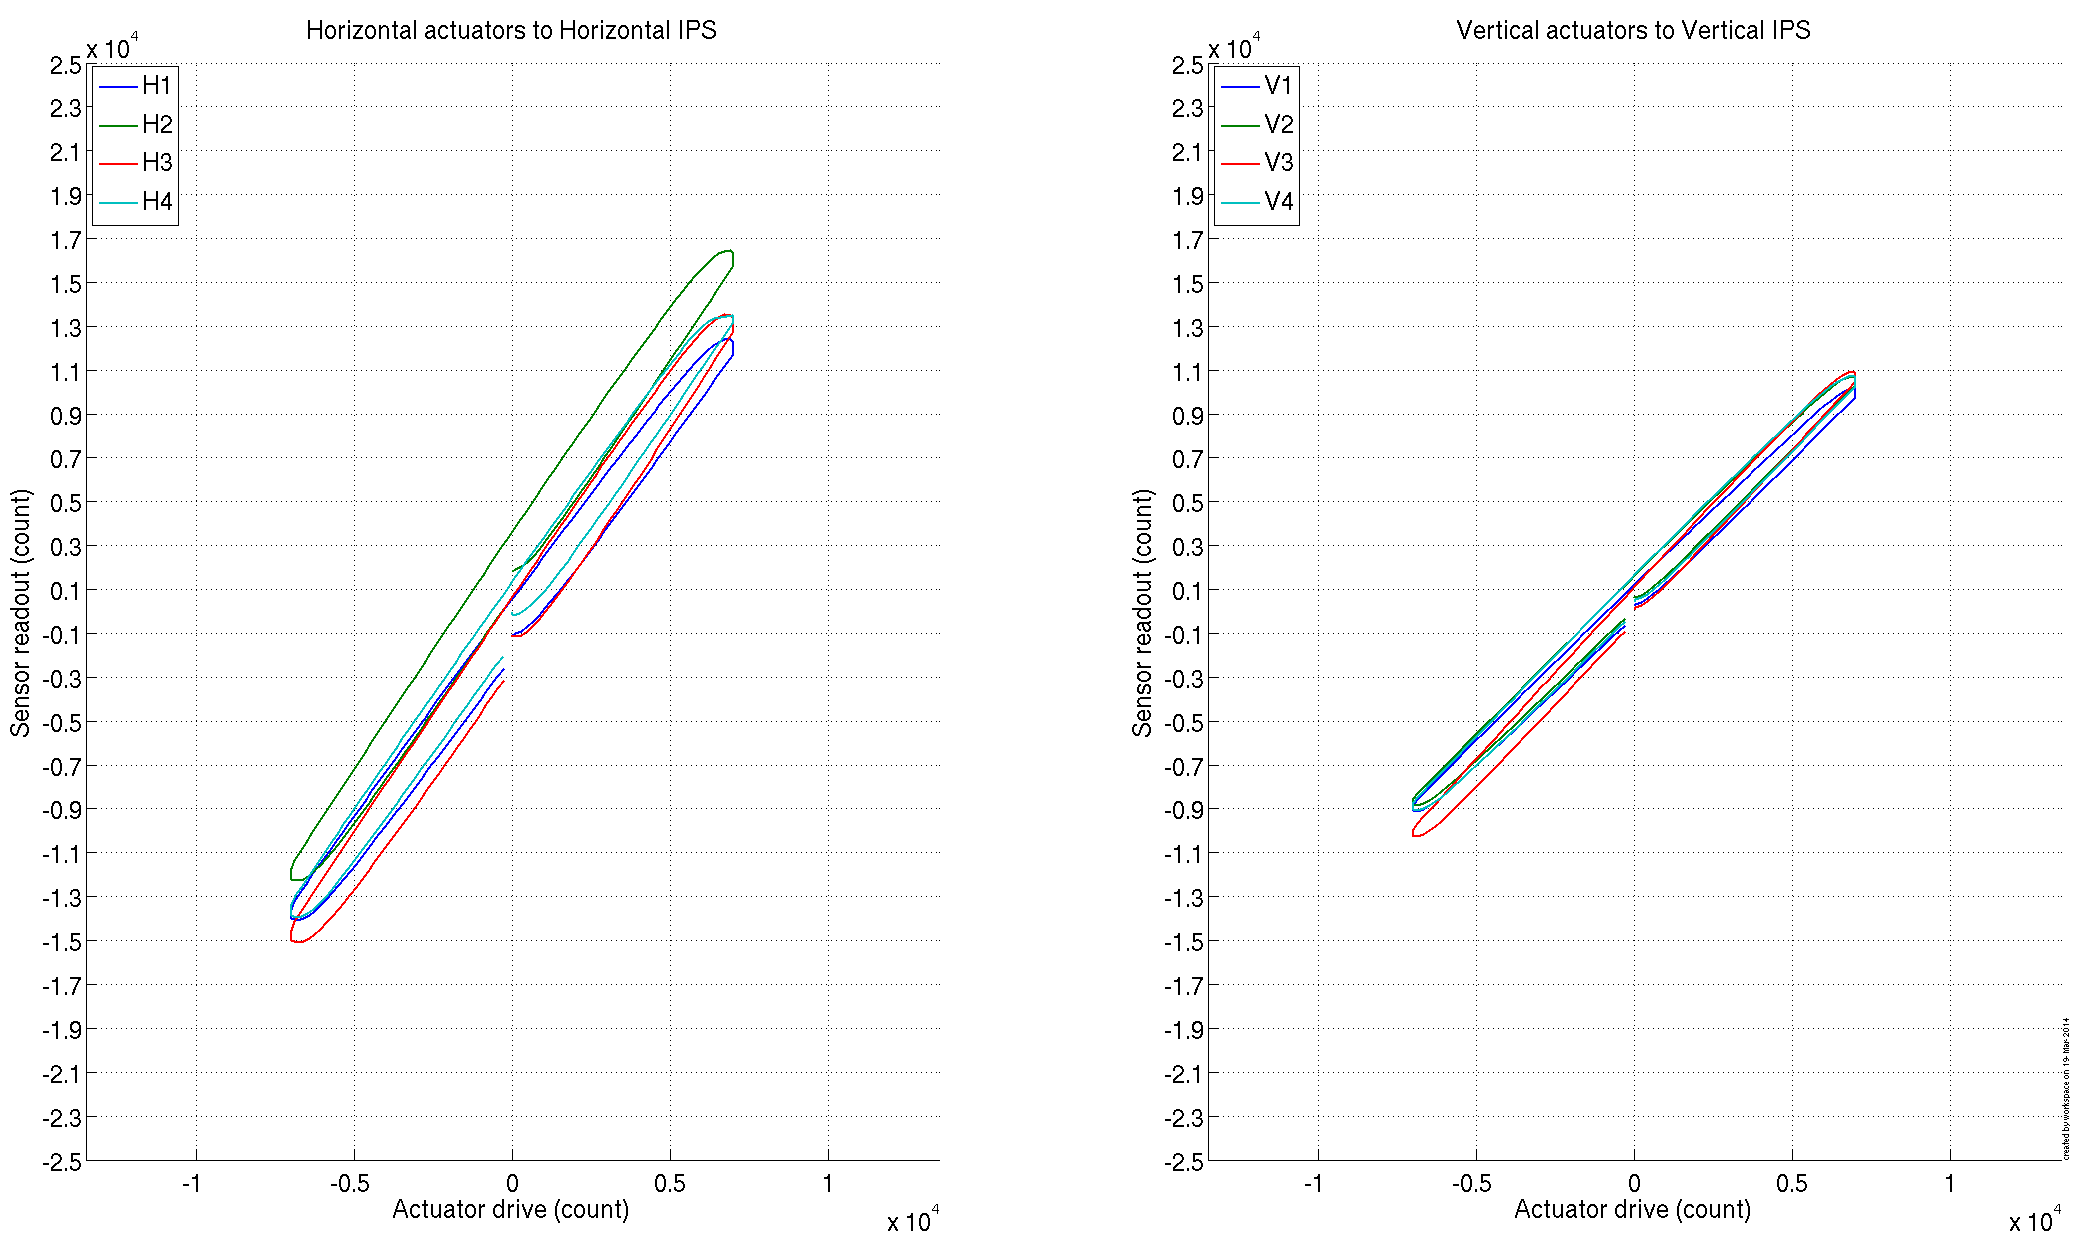 Horizontal actuators to Horizontal IPS
x 10^4
2.5
2.3
2.1
1.9
1.7
1.5
1.3
1.1
0.9
0.7
0.5
0.3
0.1
-0.1
-0.3
-0.5
-0.7
-0.9
-1.1
-1.3
-1.5
-1.7
-1.9
-2.1
-2.3
-2.5
H1
H2
H3
H4
Sensor readout (count)
-1 -0.5 0 0.5 1
Actuator drive (count)
x 10^4
Vertical actuators to Vertical IPS
x 10^4
2.5
2.3
2.1
1.9
1.7
1.5
1.3
1.1
0.9
0.7
0.5
0.3
0.1
-0.1
-0.3
-0.5
-0.7
-0.9
-1.1
-1.3
-1.5
-1.7
-1.9
-2.1
-2.3
-2.5
V1
V2
V3
V4
Sensor readout (count)
-1 -0.5 0 0.5 1
Actuator drive (count)
x 10^4
created by workspace on 19-Mar-2014